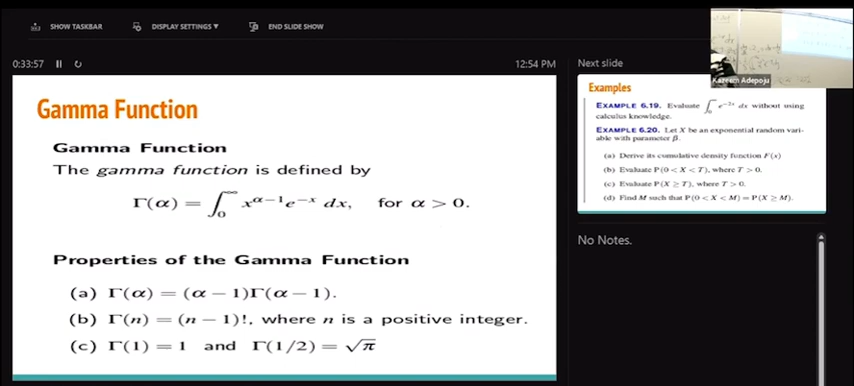 SHOW TASKBAR
DISPLAY SETTINGS ▾
END SLIDE SHOW
0:33:57
12:54 PM
Gamma Function
Gamma Function
The gamma function is defined by
Γ(α) = ∫₀^∞ x^{α−1}e^{−x} dx, for α > 0.
Properties of the Gamma Function
(a) Γ(α) = (α − 1)Γ(α − 1).
(b) Γ(n) = (n − 1)!, where n is a positive integer.
(c) Γ(1) = 1 and Γ(1/2) = √π
Kazeem Adepoju
Next slide
Examples
EXAMPLE 6.19. Evaluate ∫₀^∞ e^{−2x} dx without using
calculus knowledge.
EXAMPLE 6.20. Let X be an exponential random vari-
able with parameter β.
(a) Derive its cumulative density function F(x)
(b) Evaluate P(0 < X < T), where T > 0.
(c) Evaluate P(X ≥ T), where T > 0.
(d) Find M such that P(0 < X < M) = P(X ≥ M).
No Notes.